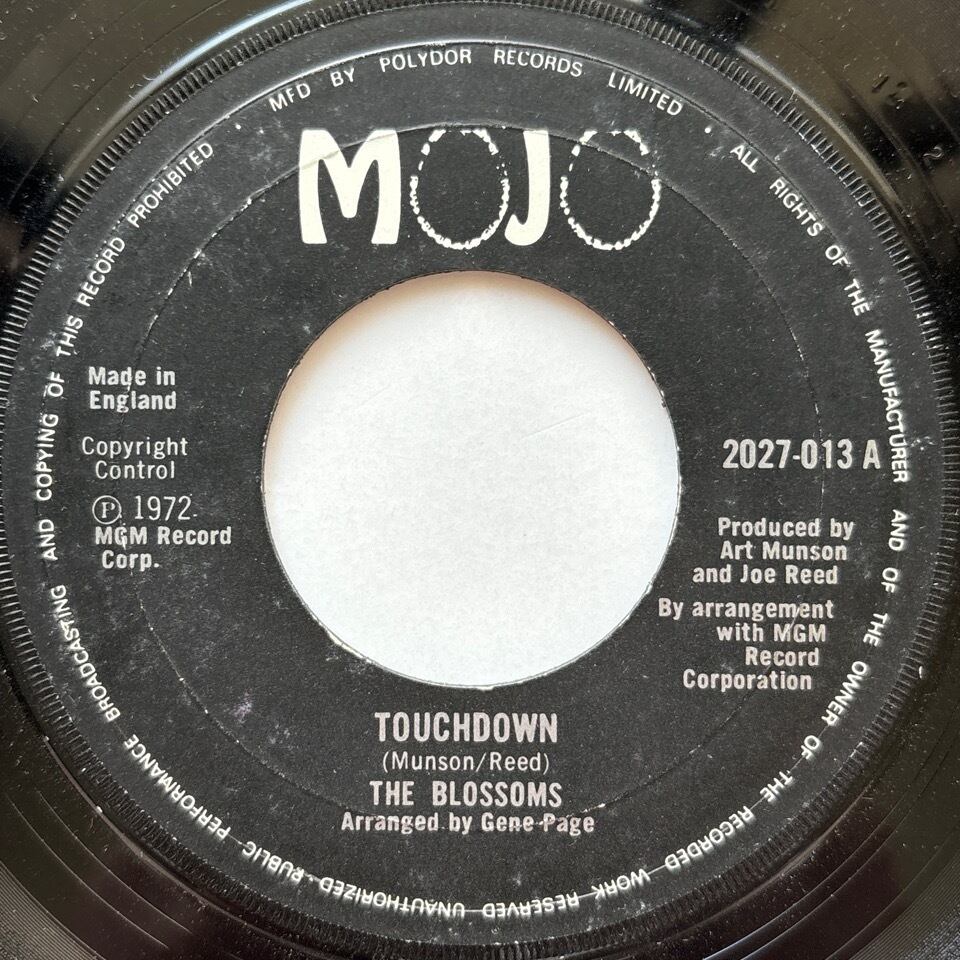 MFD BY POLYDOR RECORDS LIMITED · ALL RIGHTS OF THE MANUFACTURER AND OF THE OWNER OF THE RECORDED WORK RESERVED UNAUTHORIZED · PUBLIC PERFORMANCE BROADCASTING AND COPYING OF THIS RECORD PROHIBITED
MOJO
Made in
England
Copyright
Control
Ⓟ 1972
MGM Record
Corp.
2027-013 A
Produced by
Art Munson
and Joe Reed
By arrangement
with MGM
Record
Corporation
TOUCHDOWN
(Munson/Reed)
THE BLOSSOMS
Arranged by Gene Page